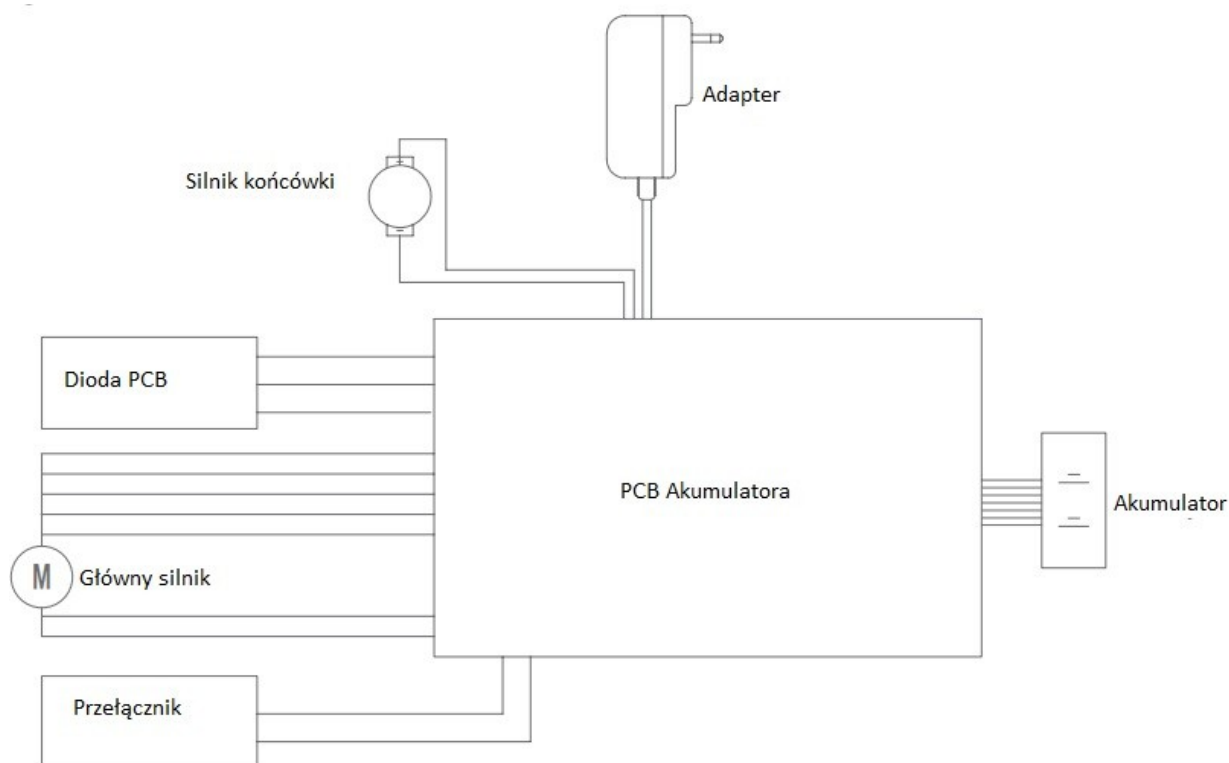 Adapter
Silnik końcówki
Dioda PCB
PCB Akumulatora
Akumulator
M
Główny silnik
Przełącznik